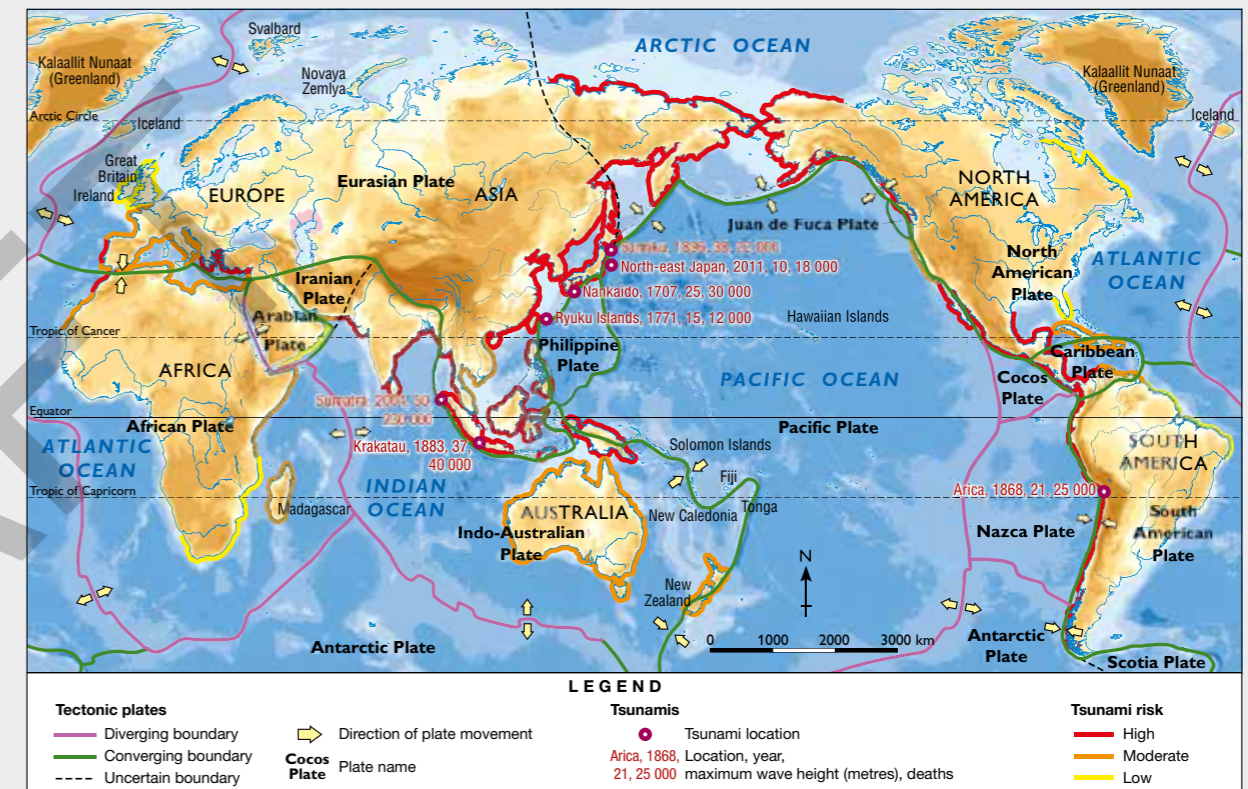 ARCTIC OCEAN
Svalbard
Kalaallit Nunaat
(Greenland)
Novaya
Zemlya
Kalaallit Nunaat
(Greenland)
Arctic Circle
Iceland
Iceland
Great
Britain
Ireland
EUROPE
Eurasian Plate
ASIA
NORTH
AMERICA
Juan de Fuca Plate
North
American
Plate
ATLANTIC
OCEAN
North-east Japan, 2011, 10, 18 000
Iranian
Plate
Nankaido, 1707, 25, 30 000
Arabian
Plate
Ryuku Islands, 1771, 15, 12 000
Hawaiian Islands
Tropic of Cancer
Philippine
Plate
Caribbean
Plate
AFRICA
PACIFIC OCEAN
Cocos
Plate
Sumatra,
Equator
African Plate
Pacific Plate
ATLANTIC
OCEAN
Krakatau, 1883, 37,
40 000
Solomon Islands
SOUTH
AMERICA
Fiji
Tropic of Capricorn
INDIAN
OCEAN
Arica, 1868, 21, 25 000
Madagascar
AUSTRALIA
New Caledonia
Tonga
South
American
Plate
Indo-Australian
Plate
Nazca Plate
N
New
Zealand
0 1000 2000 3000 km
Antarctic Plate
Antarctic
Plate
Scotia Plate
LEGEND
Tectonic plates
Diverging boundary
Converging boundary
Uncertain boundary
Direction of plate movement
Cocos
Plate
Plate name
Tsunamis
Tsunami location
Arica, 1868, Location, year,
21, 25 000 maximum wave height (metres), deaths
Tsunami risk
High
Moderate
Low